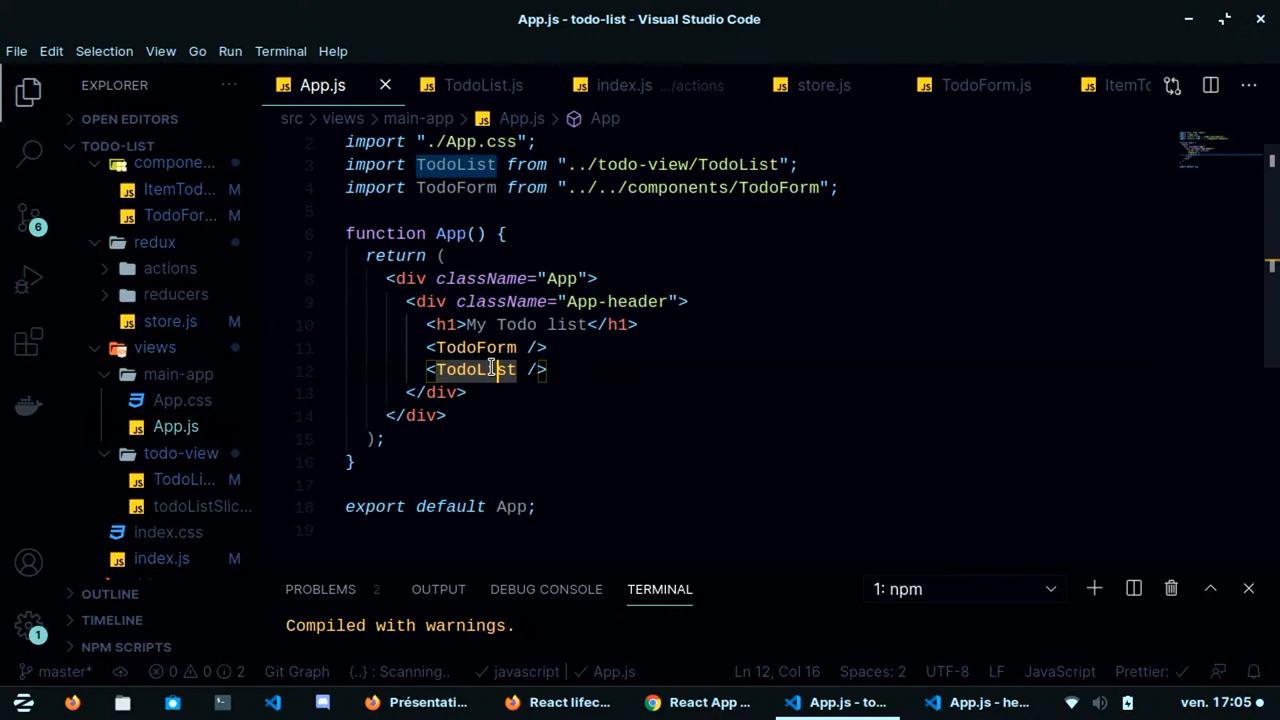 App.js - todo-list - Visual Studio Code
File Edit Selection View Go Run Terminal Help
EXPLORER
App.js
TodoList.js
index.js .../actions
store.js
TodoForm.js
ItemTo
OPEN EDITORS
src > views > main-app > App.js > App
TODO-LIST
compone...
ItemTod... M
TodoFor... M
redux
actions
reducers
store.js
views
main-app
App.css
App.js
todo-view
TodoLi... M
todoListSlic...
index.css
index.js M
OUTLINE
TIMELINE
NPM SCRIPTS
6
1
2 import "./App.css";
3 import TodoList from "../todo-view/TodoList";
4 import TodoForm from "../../components/TodoForm";
5
6 function App() {
7 return (
8 <div className="App">
9 <div className="App-header">
10 <h1>My Todo list</h1>
11 <TodoForm />
12 <TodoList />
13 </div>
14 </div>
15 );
16 }
17
18 export default App;
19
PROBLEMS 2 OUTPUT DEBUG CONSOLE TERMINAL 1: npm
Compiled with warnings.
master* 0 0 2 Git Graph {..} : Scanning... javascript | App.js Ln 12, Col 16 Spaces: 2 UTF-8 LF JavaScript Prettier: ✓
Présentati... React lifec... React App ... App.js - to... App.js - he... ven. 17:05